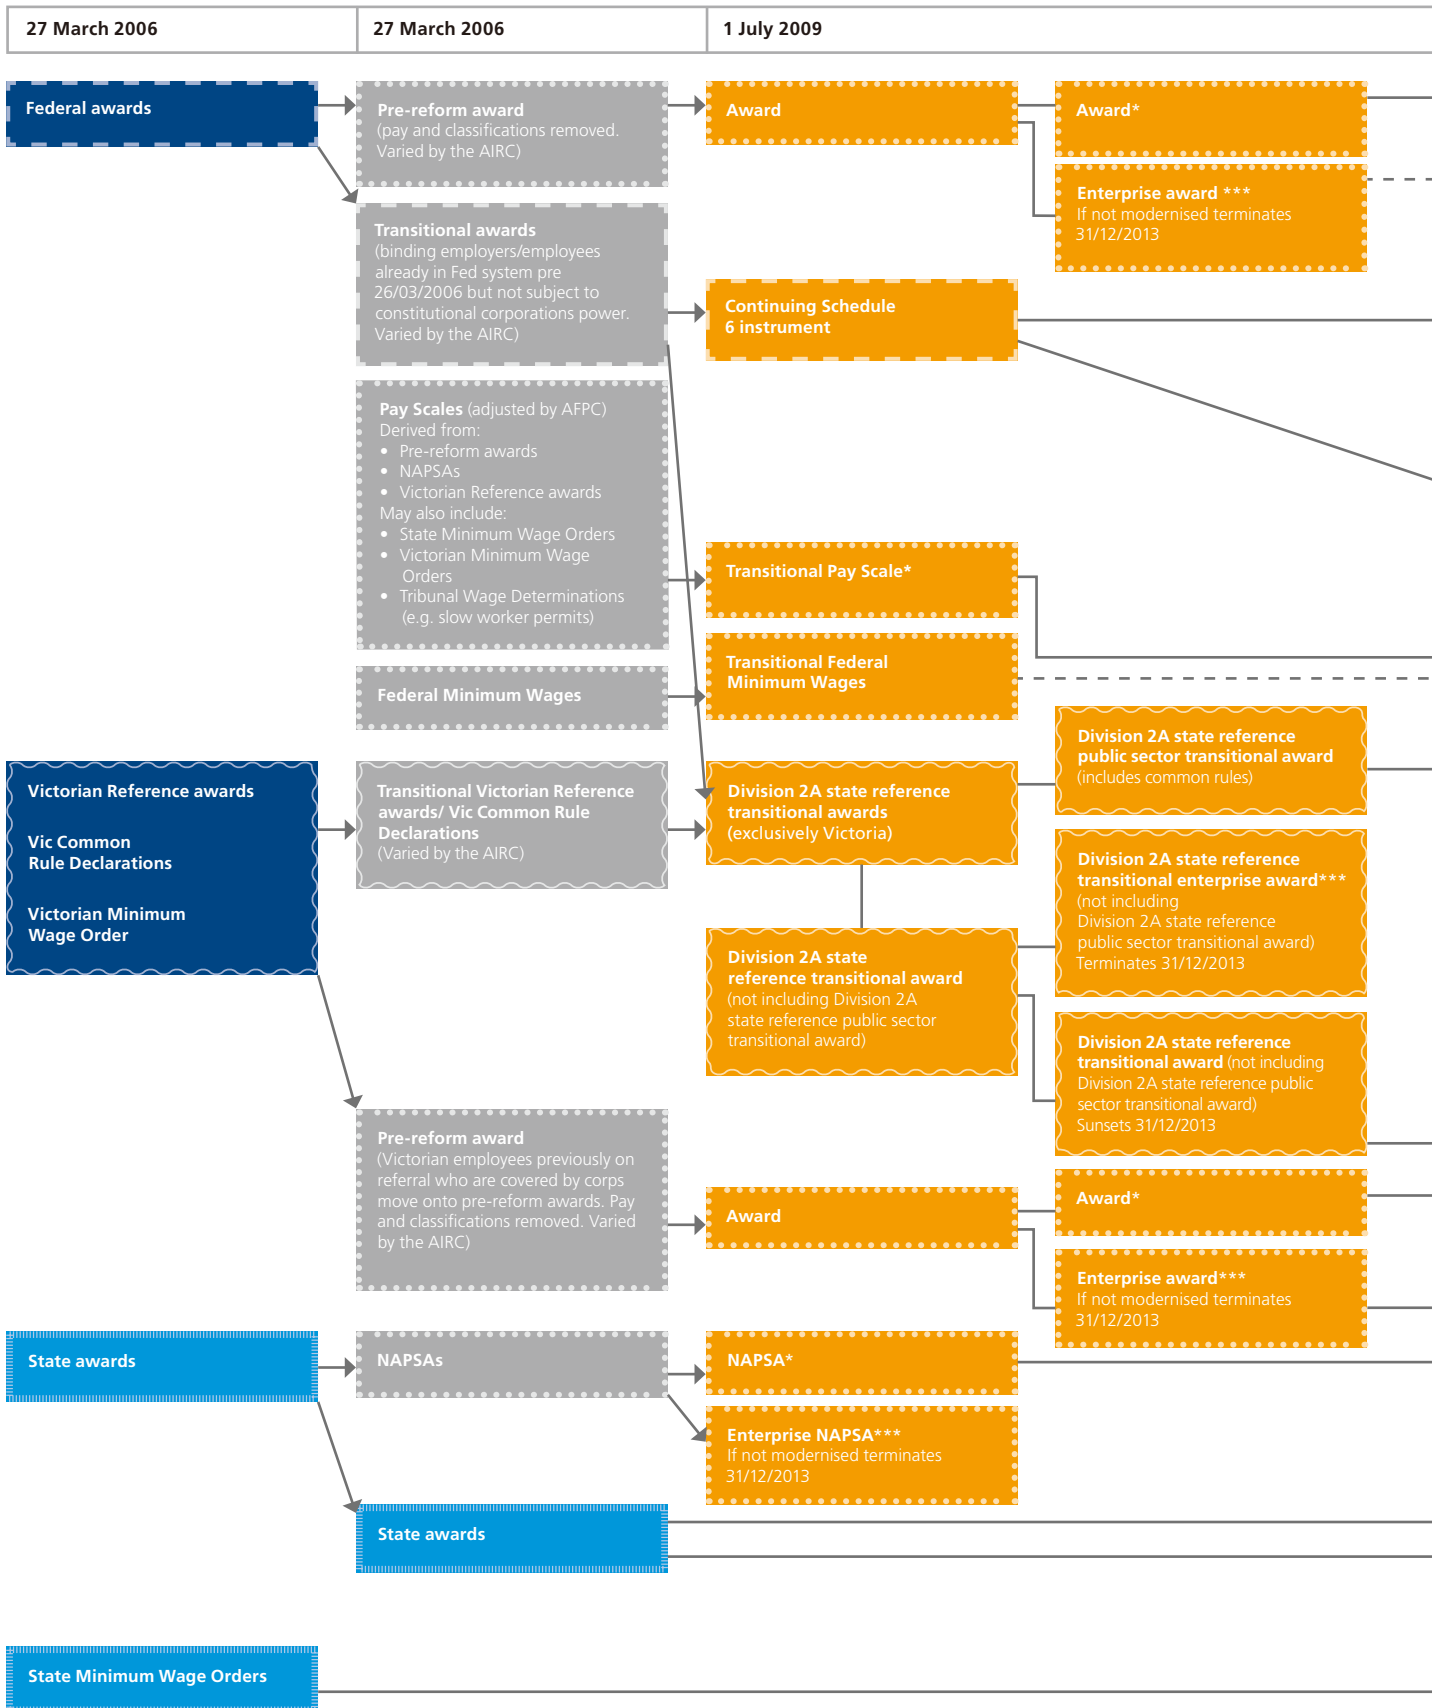 27 March 2006
27 March 2006
1 July 2009
Federal awards
Pre-reform award
(pay and classifications removed.
Varied by the AIRC)
Award
Award*
Enterprise award ***
If not modernised terminates
31/12/2013
Transitional awards
(binding employers/employees
already in Fed system pre
26/03/2006 but not subject to
constitutional corporations power.
Varied by the AIRC)
Continuing Schedule
6 instrument
Pay Scales (adjusted by AFPC)
Derived from:
• Pre-reform awards
• NAPSAs
• Victorian Reference awards
May also include:
• State Minimum Wage Orders
• Victorian Minimum Wage
Orders
• Tribunal Wage Determinations
(e.g. slow worker permits)
Transitional Pay Scale*
Transitional Federal
Minimum Wages
Federal Minimum Wages
Victorian Reference awards
Vic Common
Rule Declarations
Victorian Minimum
Wage Order
Transitional Victorian Reference
awards/ Vic Common Rule
Declarations
(Varied by the AIRC)
Division 2A state reference
transitional awards
(exclusively Victoria)
Division 2A state reference
public sector transitional award
(includes common rules)
Division 2A state reference
transitional enterprise award***
(not including
Division 2A state reference
public sector transitional award)
Terminates 31/12/2013
Division 2A state
reference transitional award
(not including Division 2A
state reference public sector
transitional award)
Division 2A state reference
transitional award (not including
Division 2A state reference public
sector transitional award)
Sunsets 31/12/2013
Pre-reform award
(Victorian employees previously on
referral who are covered by corps
move onto pre-reform awards. Pay
and classifications removed. Varied
by the AIRC)
Award
Award*
Enterprise award***
If not modernised terminates
31/12/2013
State awards
NAPSAs
NAPSA*
Enterprise NAPSA***
If not modernised terminates
31/12/2013
State awards
State Minimum Wage Orders